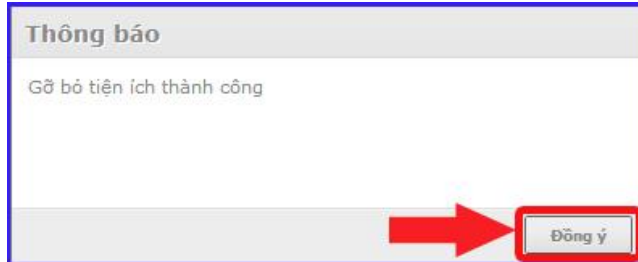 Thông báo
Gỡ bỏ tiện ích thành công
Đồng ý